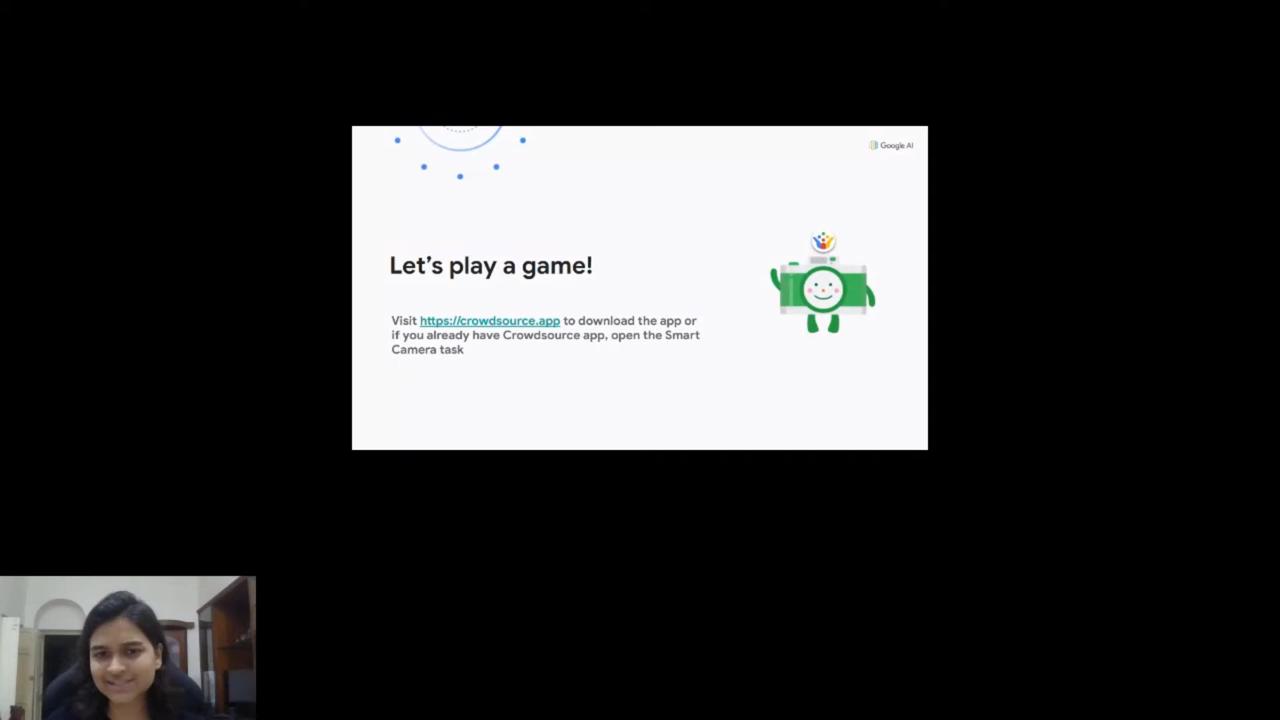 Google AI
Let's play a game!
Visit https://crowdsource.app to download the app or
if you already have Crowdsource app, open the Smart
Camera task